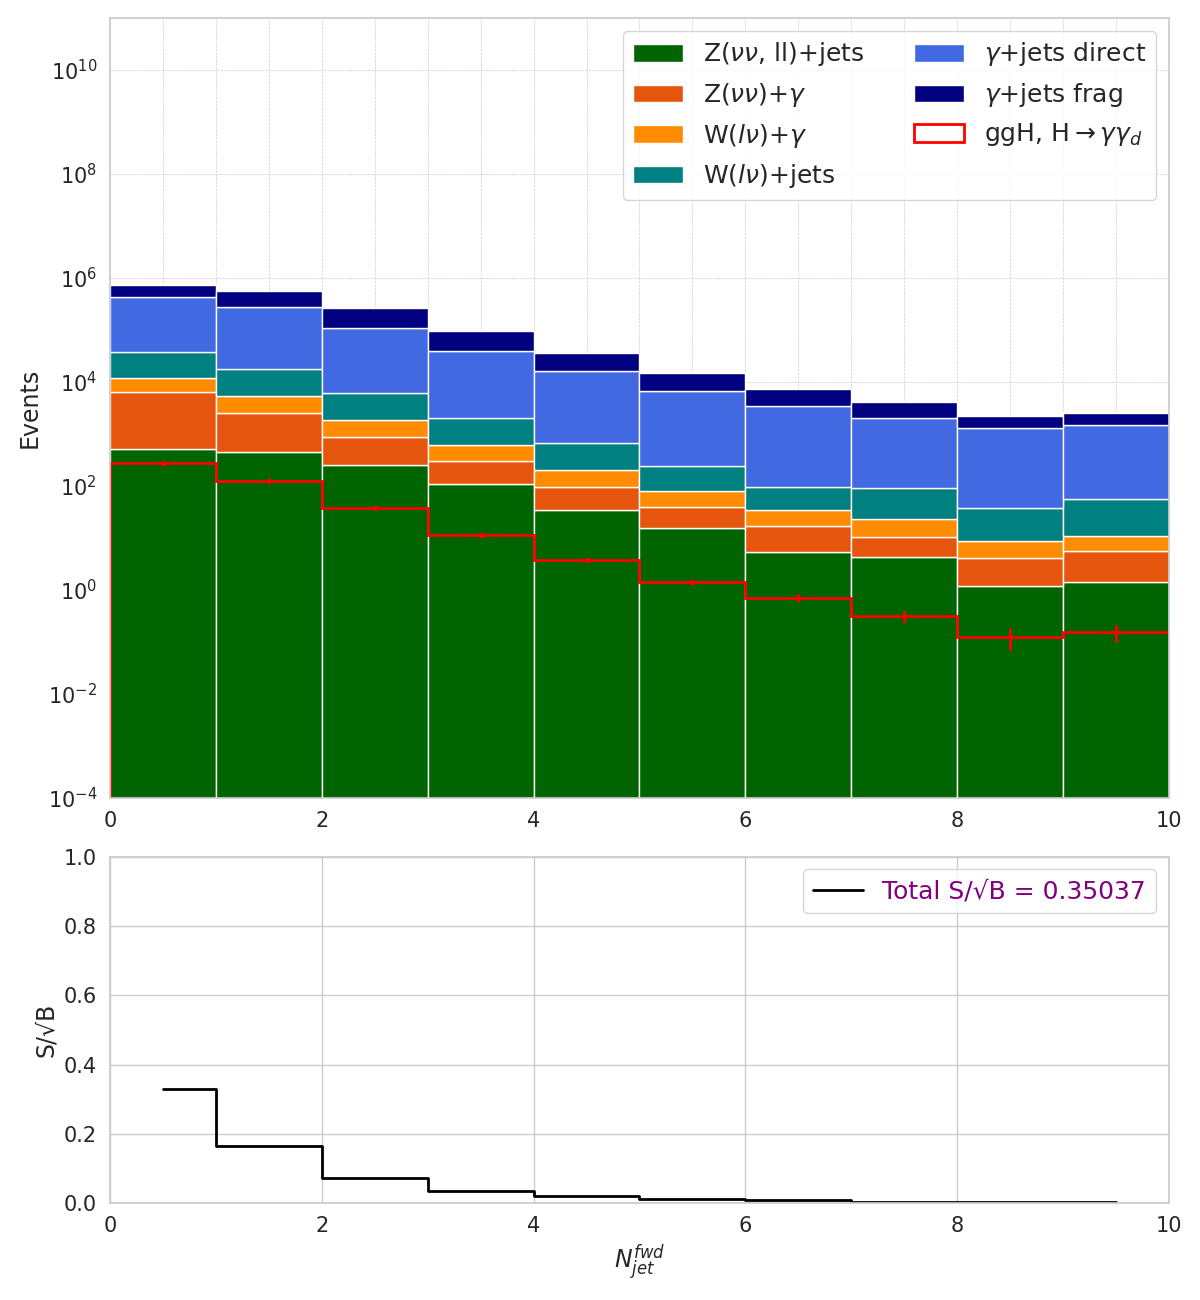 Z(νν, ll)+jets
Z(νν)+γ
W(lν)+γ
W(lν)+jets
γ+jets direct
γ+jets frag
ggH, H→γγ_d
Events
10^10
10^8
10^6
10^4
10^2
10^0
10^−2
10^−4
0 2 4 6 8 10
Total S/√B = 0.35037
S/√B
1.0
0.8
0.6
0.4
0.2
0.0
0 2 4 6 8 10
N_jet^fwd